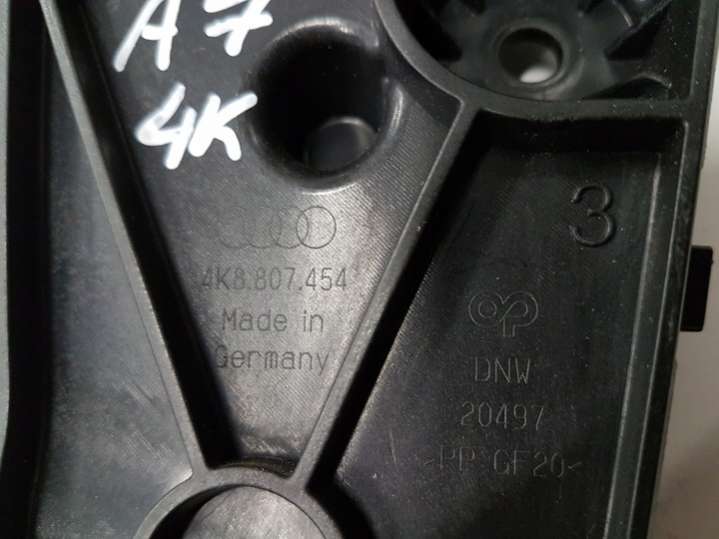 A7
4K
4K8.807.454
Made in
Germany
3
DNW
20497
>PP GF20<